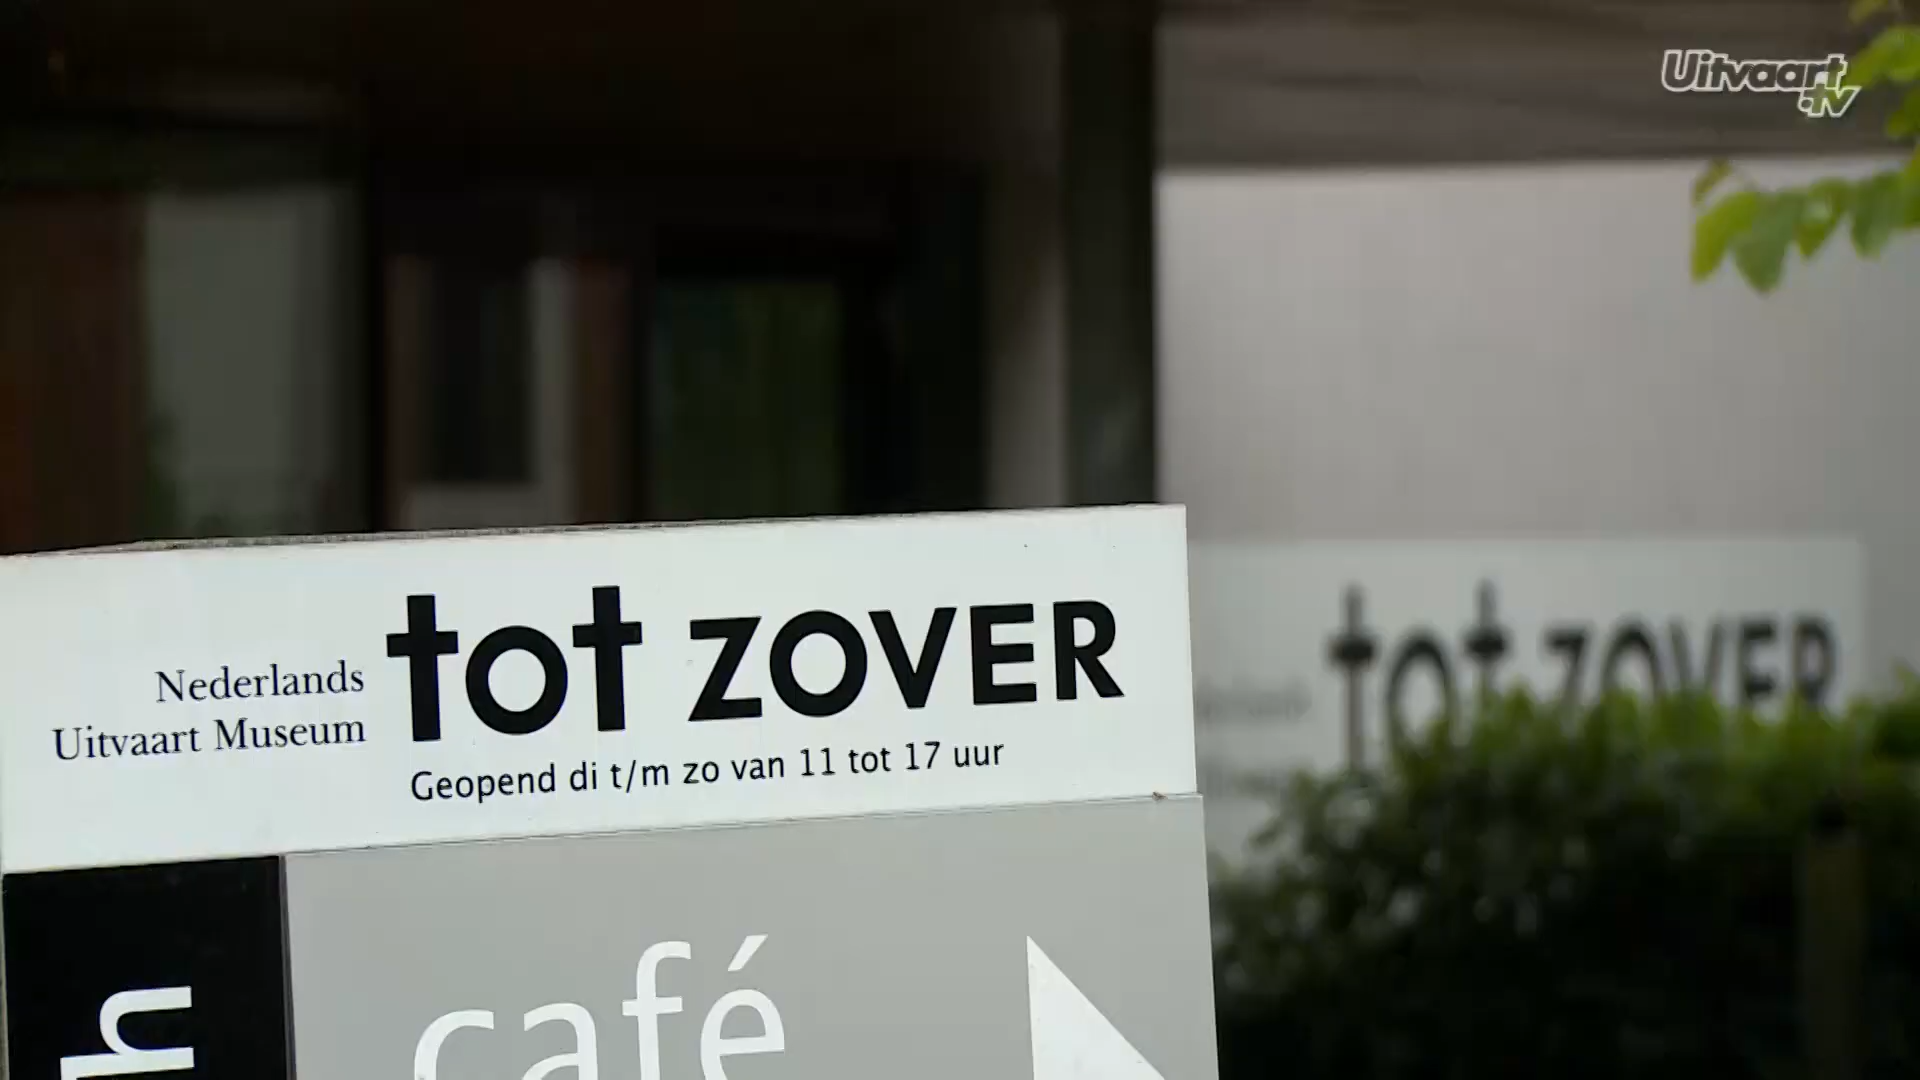 Uitvaart
.tv
Nederlands
Uitvaart Museum
tot ZOVER
Geopend di t/m zo van 11 tot 17 uur
tot ZOVER
café
h